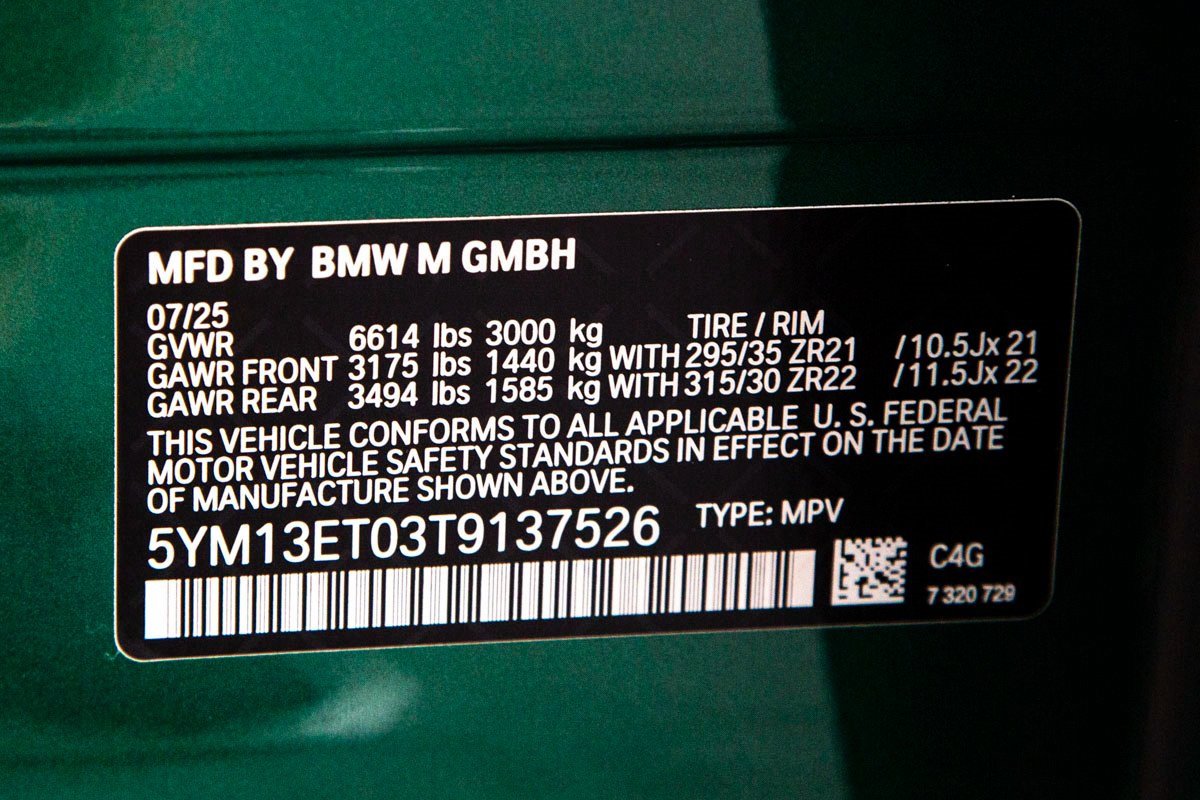 MFD BY BMW M GMBH
07/25 TIRE / RIM
GVWR 6614 lbs 3000 kg
GAWR FRONT 3175 lbs 1440 kg WITH 295/35 ZR21 /10.5Jx 21
GAWR REAR 3494 lbs 1585 kg WITH 315/30 ZR22 /11.5Jx 22
THIS VEHICLE CONFORMS TO ALL APPLICABLE U. S. FEDERAL
MOTOR VEHICLE SAFETY STANDARDS IN EFFECT ON THE DATE
OF MANUFACTURE SHOWN ABOVE.
5YM13ET03T9137526 TYPE: MPV
C4G
7 320 729